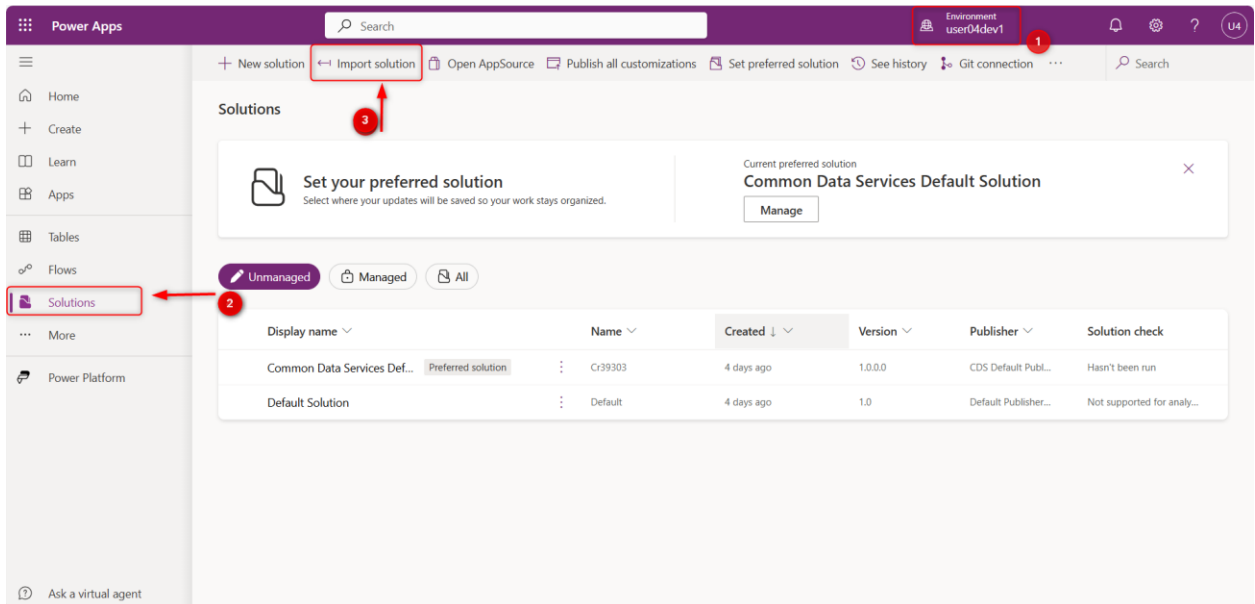 Power Apps
Search
Environment
user04dev1
U4
1
New solution
Import solution
Open AppSource
Publish all customizations
Set preferred solution
See history
Git connection
Search
Home
Create
Learn
Apps
Tables
Flows
Solutions
More
Power Platform
Ask a virtual agent
3
2
Solutions
Set your preferred solution
Select where your updates will be saved so your work stays organized.
Current preferred solution
Common Data Services Default Solution
Manage
Unmanaged
Managed
All
Display name Name Created Version Publisher Solution check
Common Data Services Def... Preferred solution Cr39303 4 days ago 1.0.0.0 CDS Default Publ... Hasn't been run
Default Solution Default 4 days ago 1.0 Default Publisher... Not supported for analy...